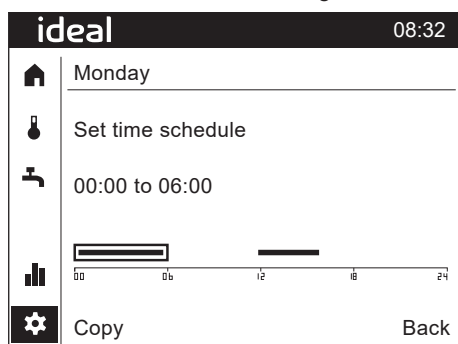 ideal 08:32
Monday
Set time schedule
00:00 to 06:00
00 06 12 18 24
Copy Back